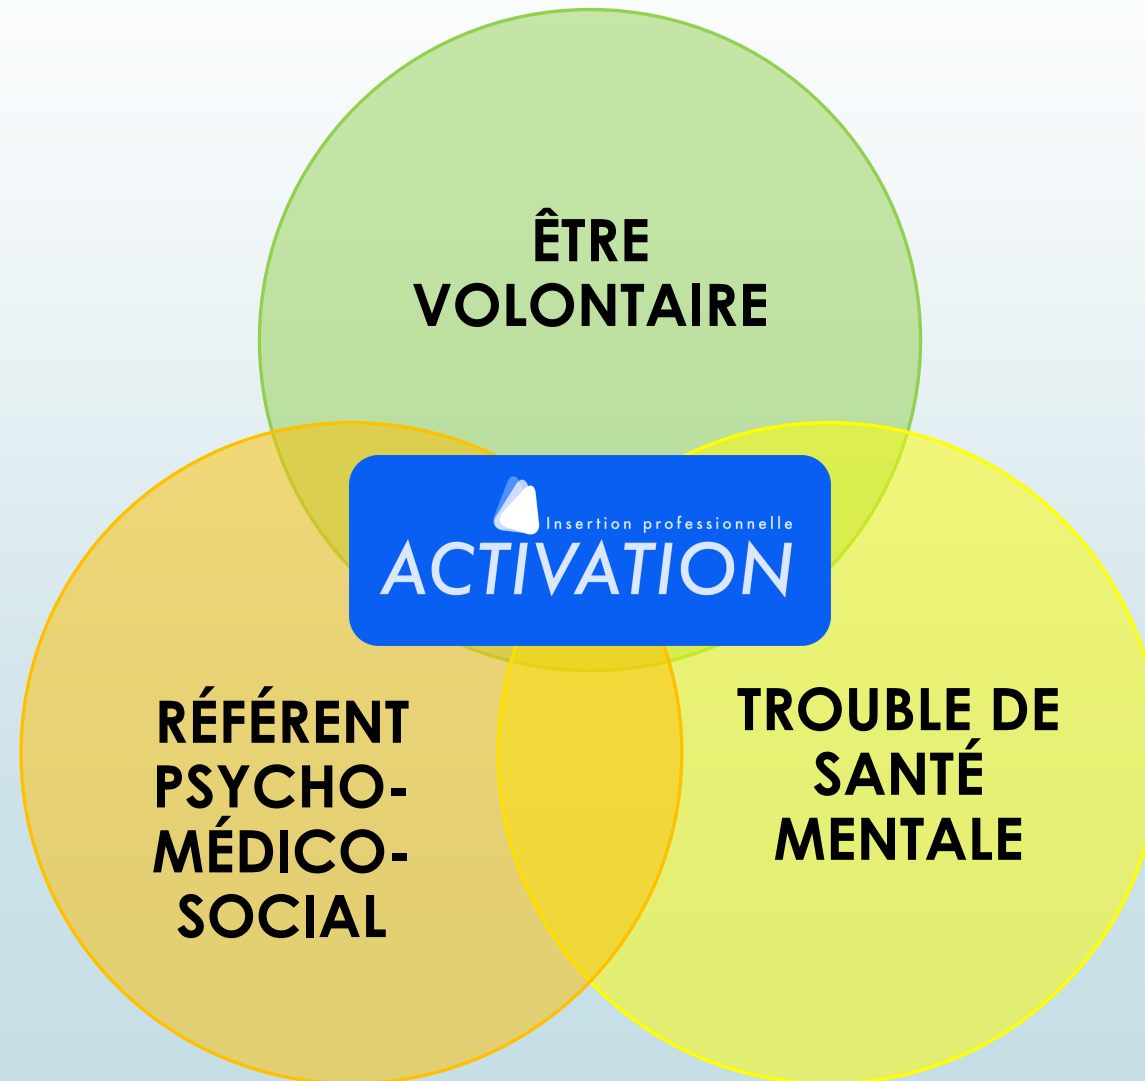 ÊTRE
VOLONTAIRE
Insertion professionnelle
ACTIVATION
RÉFÉRENT
PSYCHO-
MÉDICO-
SOCIAL
TROUBLE DE
SANTÉ
MENTALE